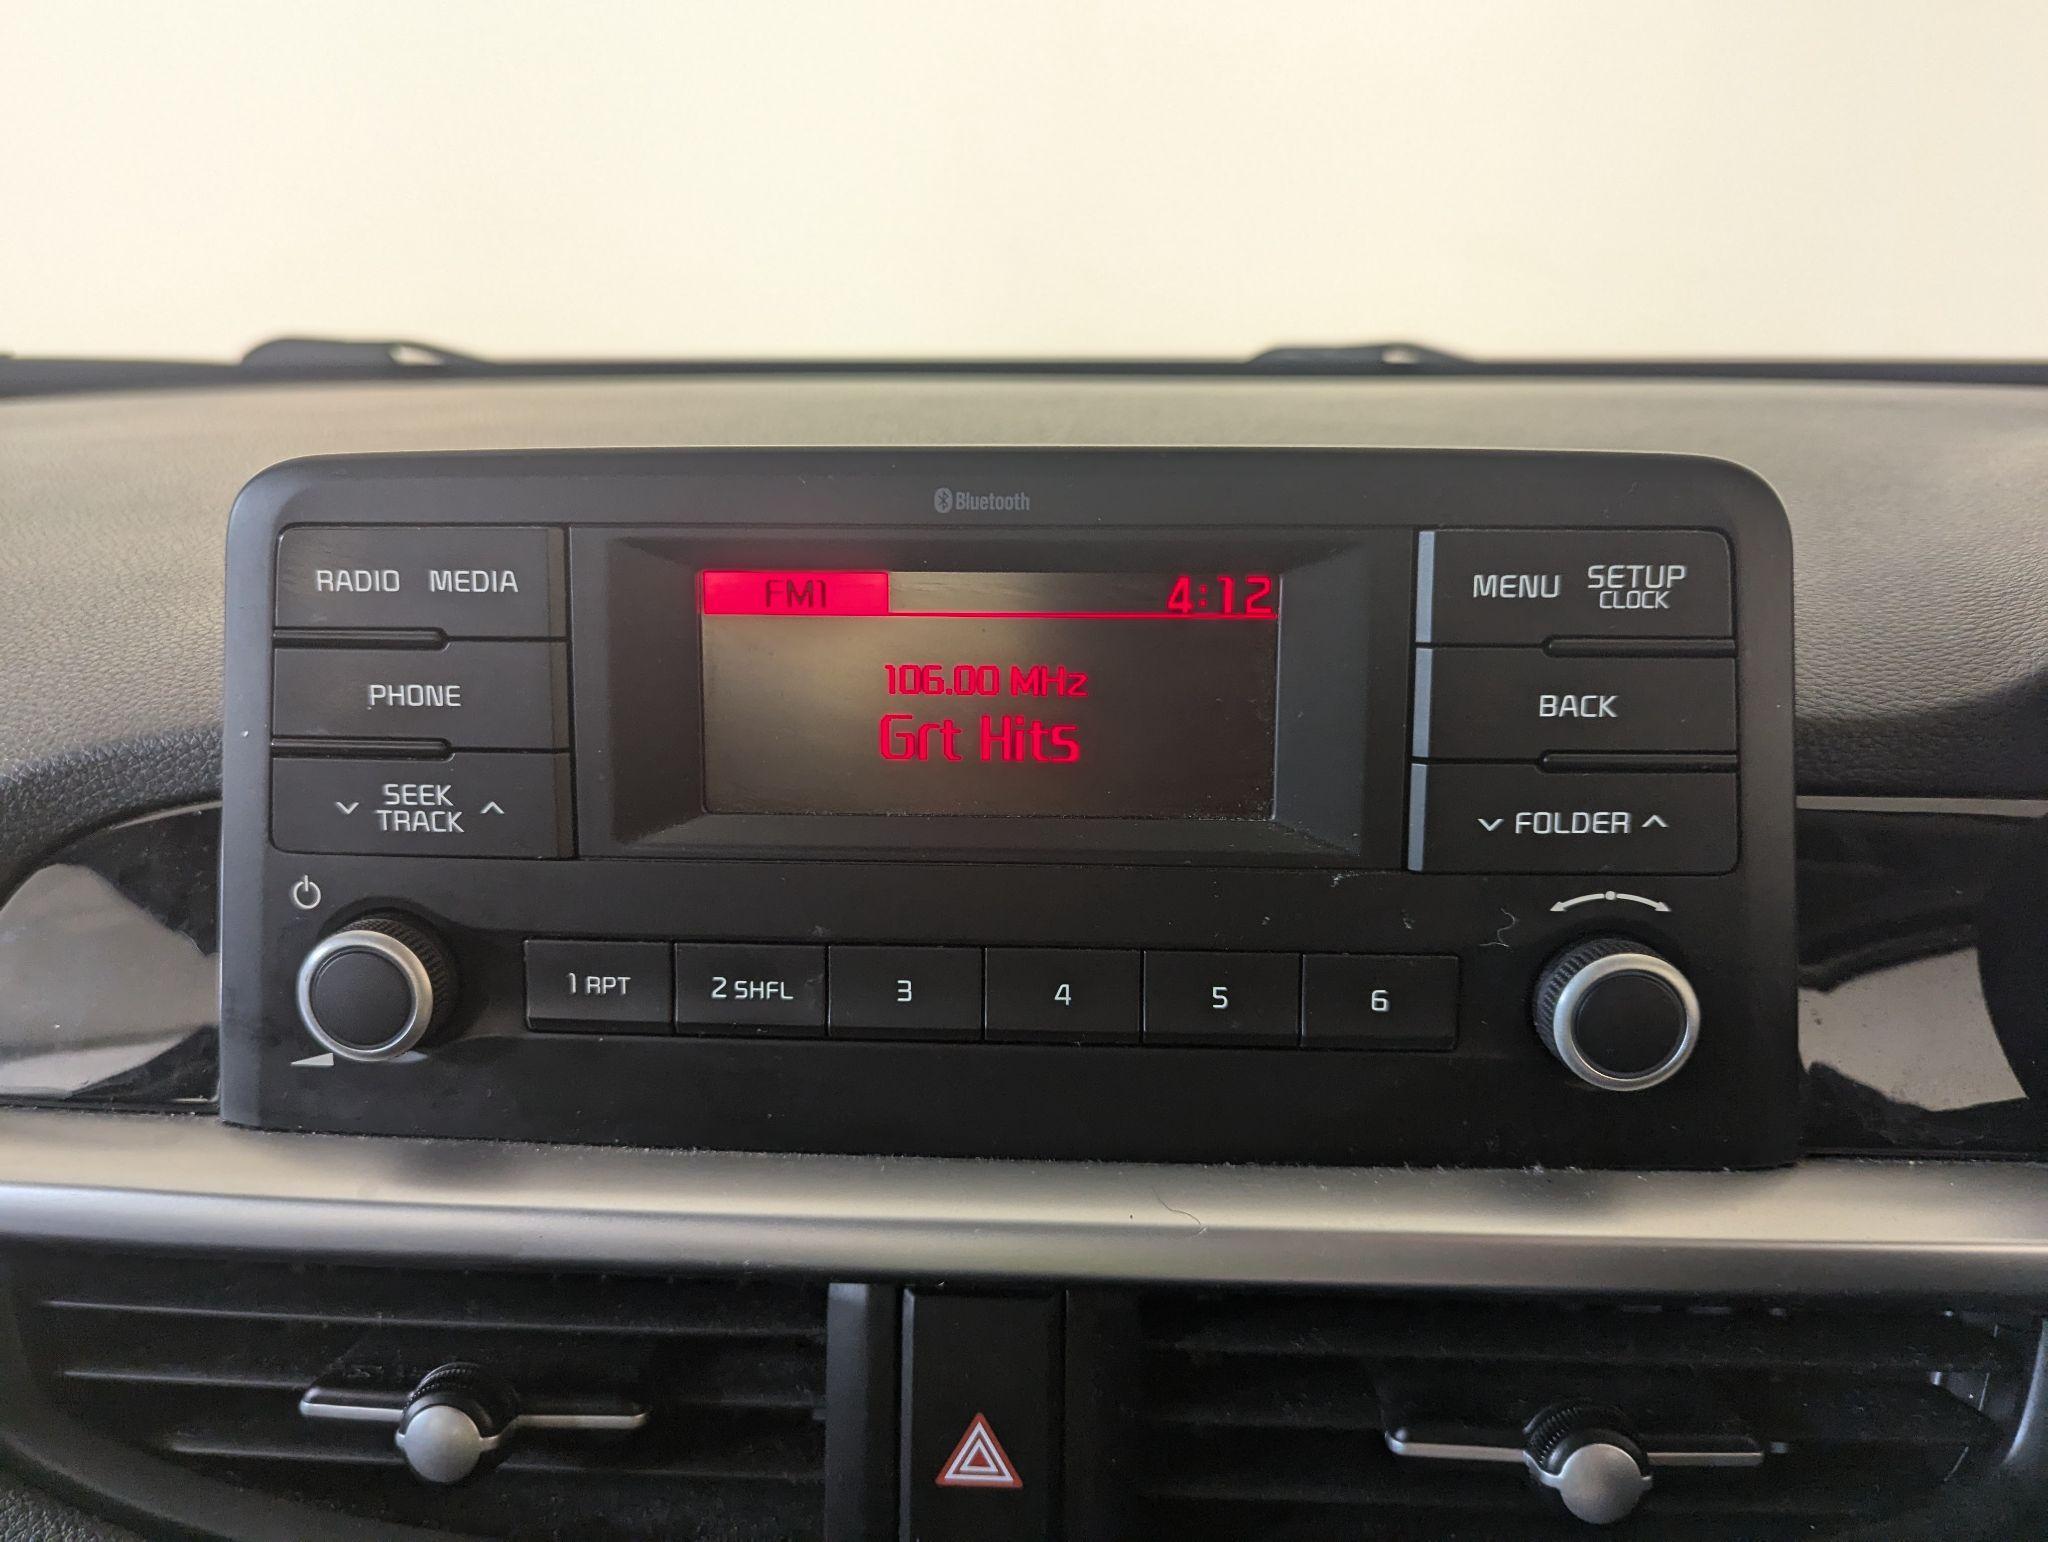 Bluetooth
RADIO MEDIA
FM1 4:12
MENU SETUP
CLOCK
PHONE
106.00 MHz
Grt Hits
BACK
SEEK
TRACK
FOLDER
1 RPT
2 SHFL
3
4
5
6